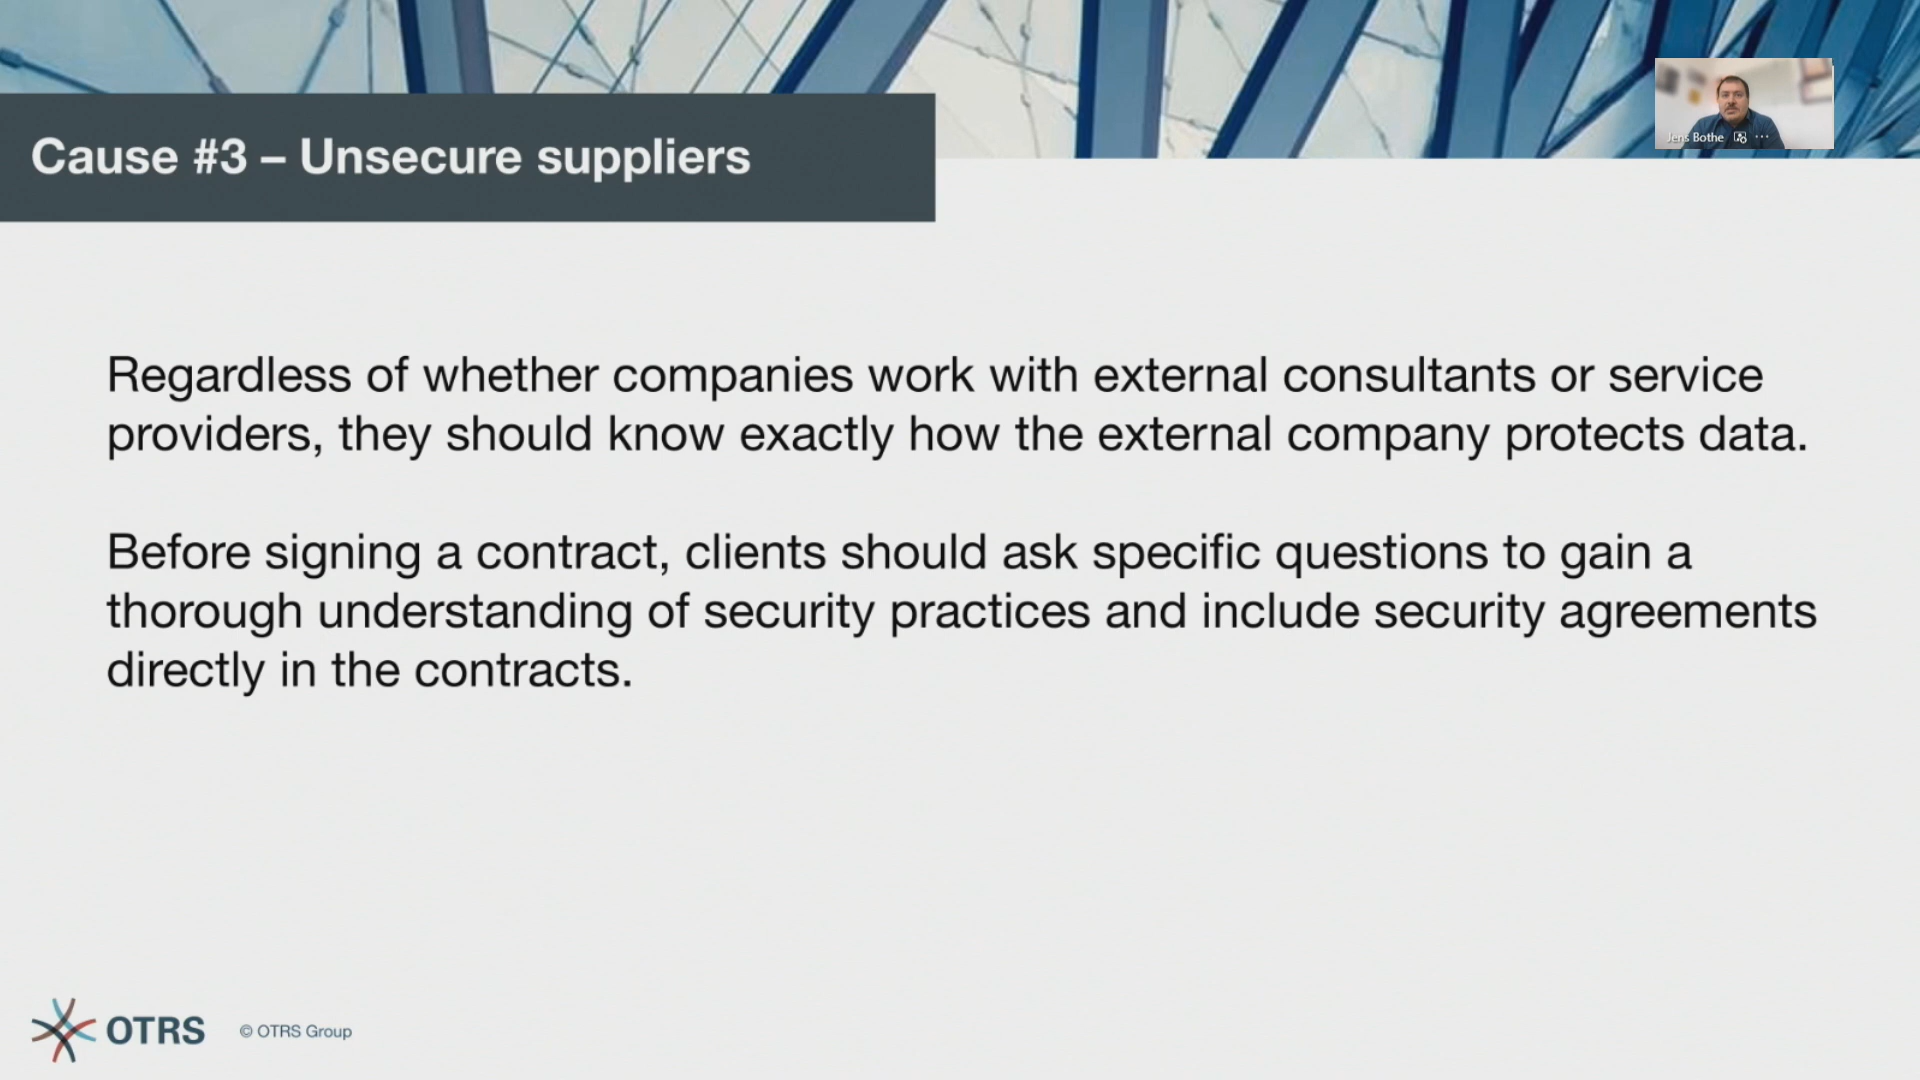 Jens Bothe
Cause #3 – Unsecure suppliers
Regardless of whether companies work with external consultants or service
providers, they should know exactly how the external company protects data.
Before signing a contract, clients should ask specific questions to gain a
thorough understanding of security practices and include security agreements
directly in the contracts.
OTRS
© OTRS Group